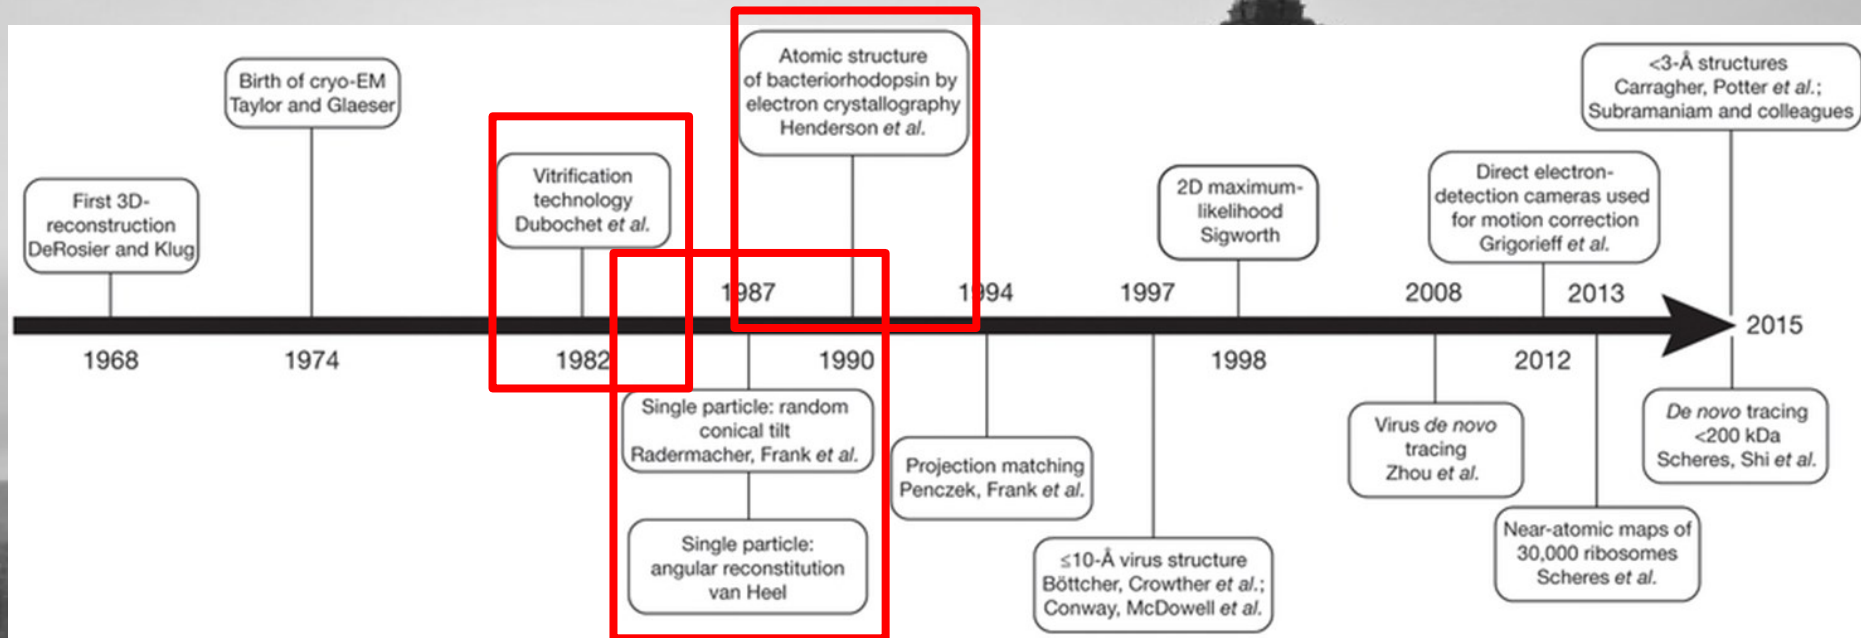 First 3D-
reconstruction
DeRosier and Klug
1968
Birth of cryo-EM
Taylor and Glaeser
1974
Vitrification
technology
Dubochet et al.
1982
Atomic structure
of bacteriorhodopsin by
electron crystallography
Henderson et al.
1987
1990
Single particle: random
conical tilt
Radermacher, Frank et al.
Single particle:
angular reconstitution
van Heel
1994
Projection matching
Penczek, Frank et al.
1997
≤10-Å virus structure
Böttcher, Crowther et al.;
Conway, McDowell et al.
2D maximum-
likelihood
Sigworth
1998
2008
Virus de novo
tracing
Zhou et al.
Direct electron-
detection cameras used
for motion correction
Grigorieff et al.
2012
2013
Near-atomic maps of
30,000 ribosomes
Scheres et al.
<3-Å structures
Carragher, Potter et al.;
Subramaniam and colleagues
2015
De novo tracing
<200 kDa
Scheres, Shi et al.